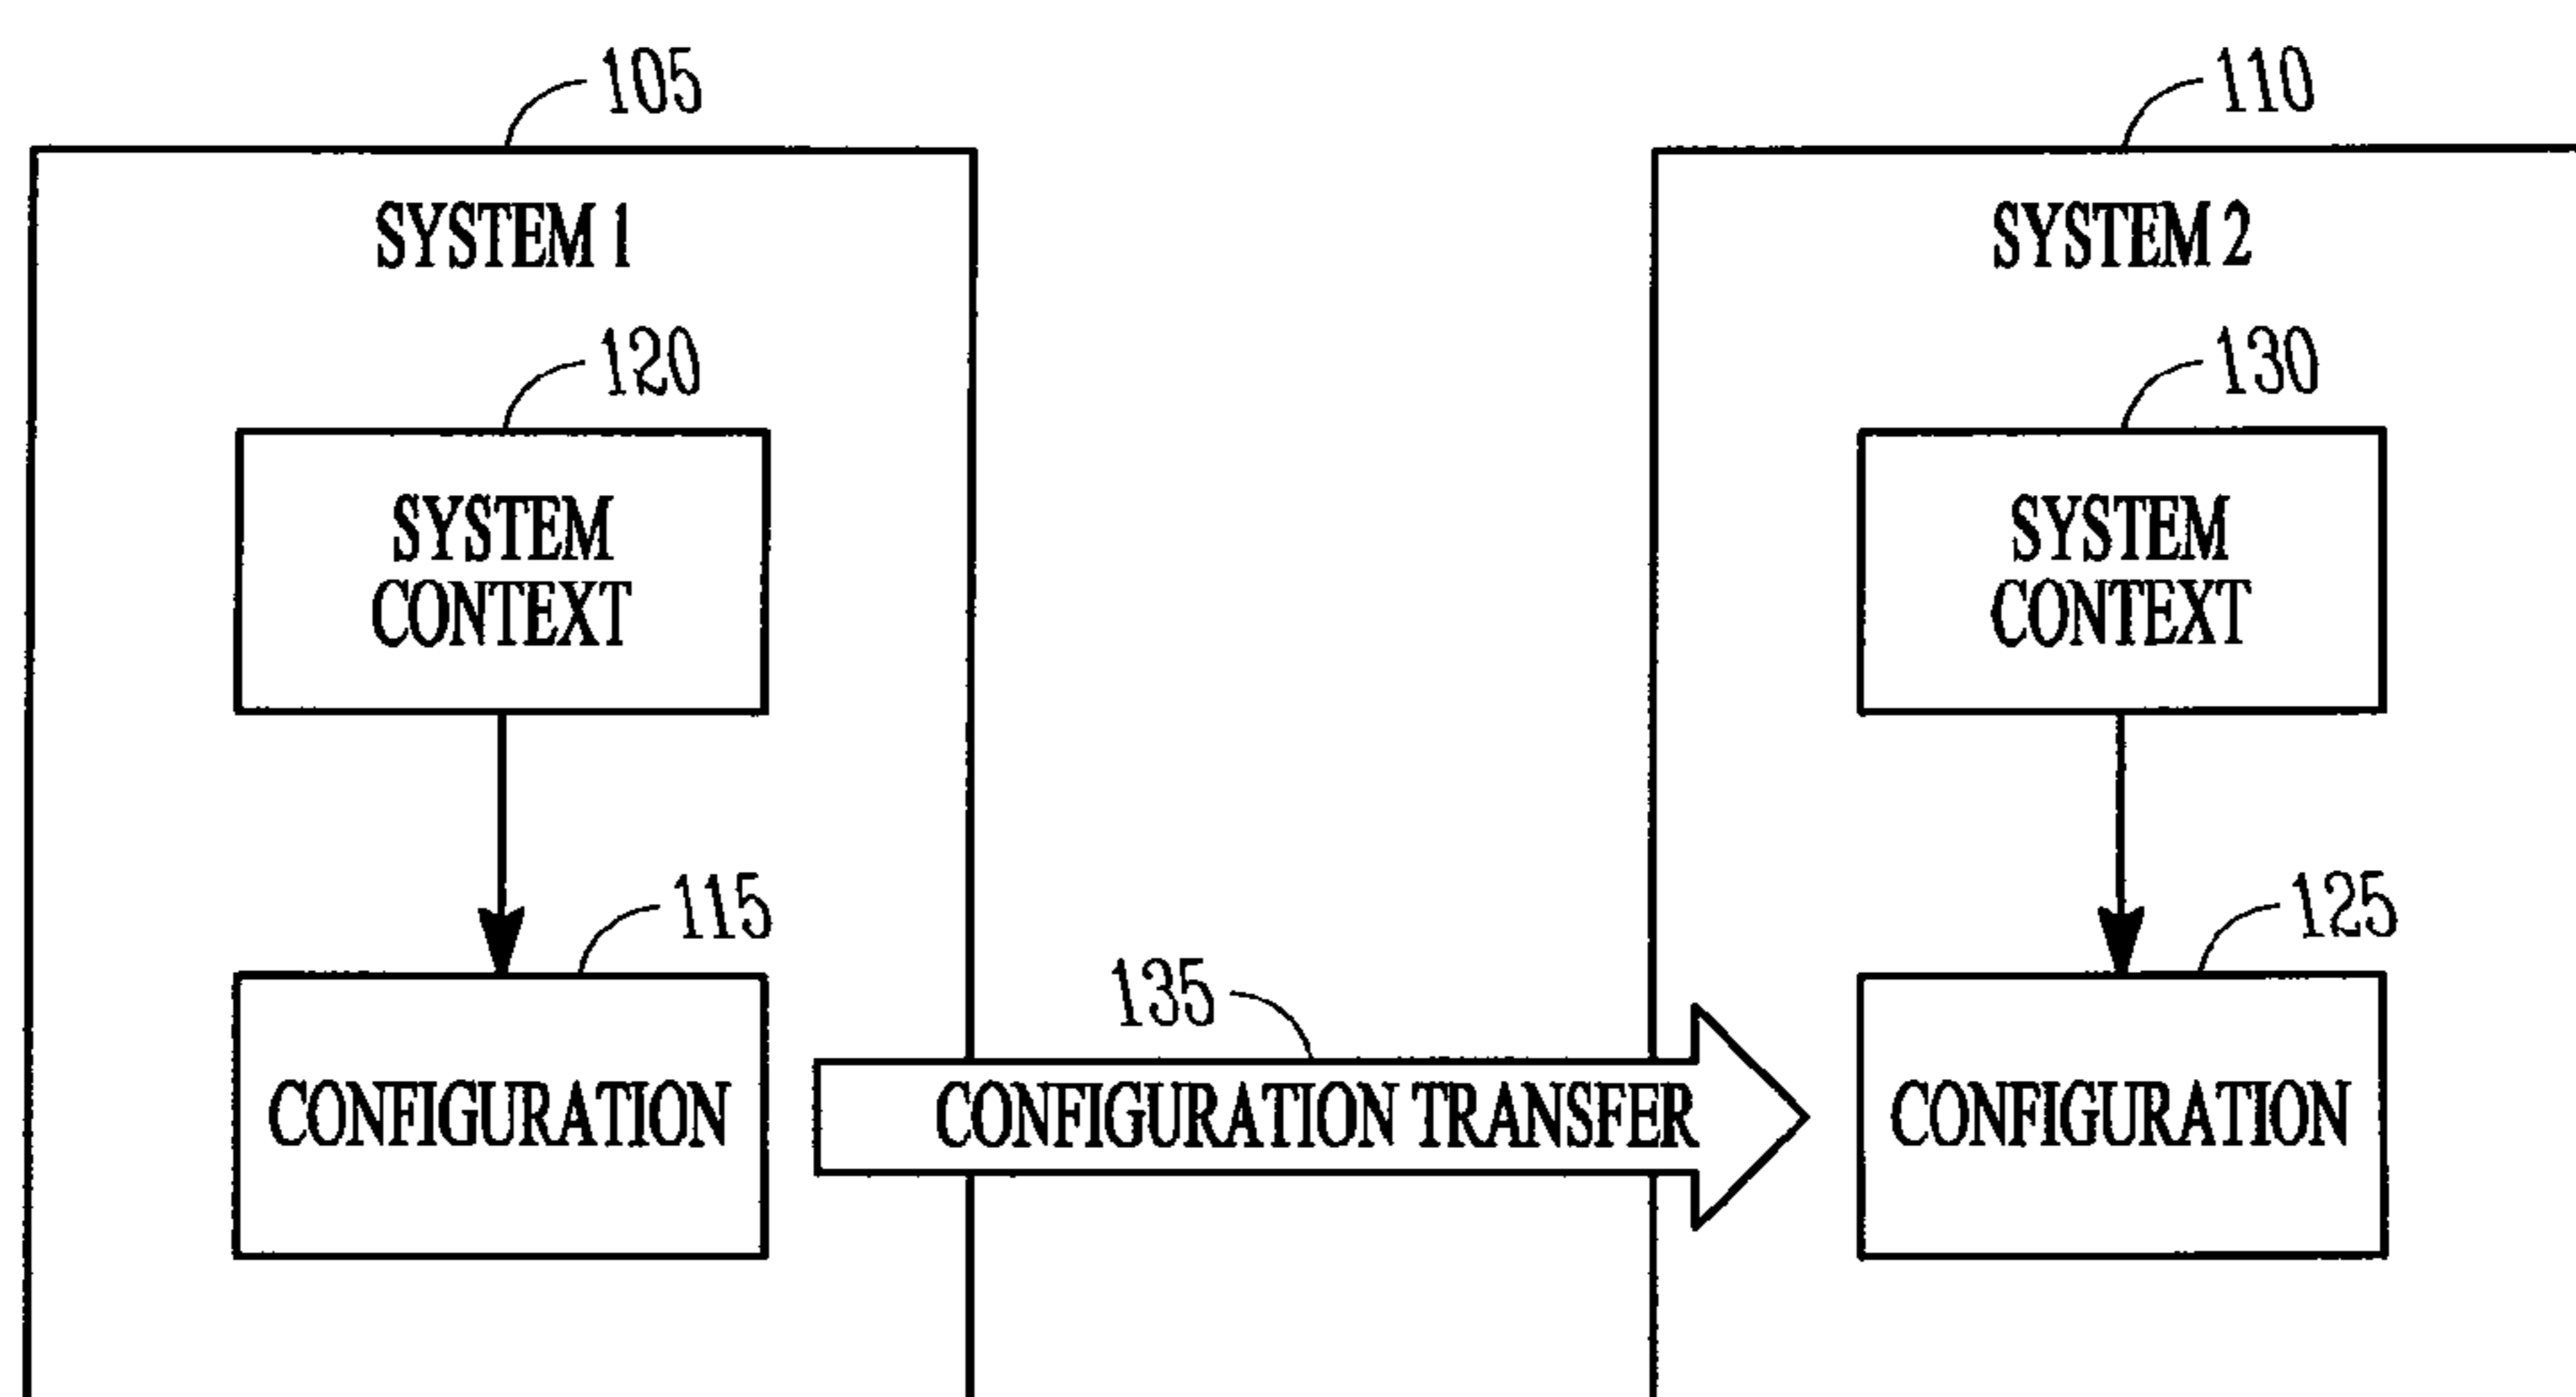 105
110
SYSTEM 1
SYSTEM 2
120
130
SYSTEM
CONTEXT
SYSTEM
CONTEXT
115
125
135
CONFIGURATION
CONFIGURATION TRANSFER
CONFIGURATION